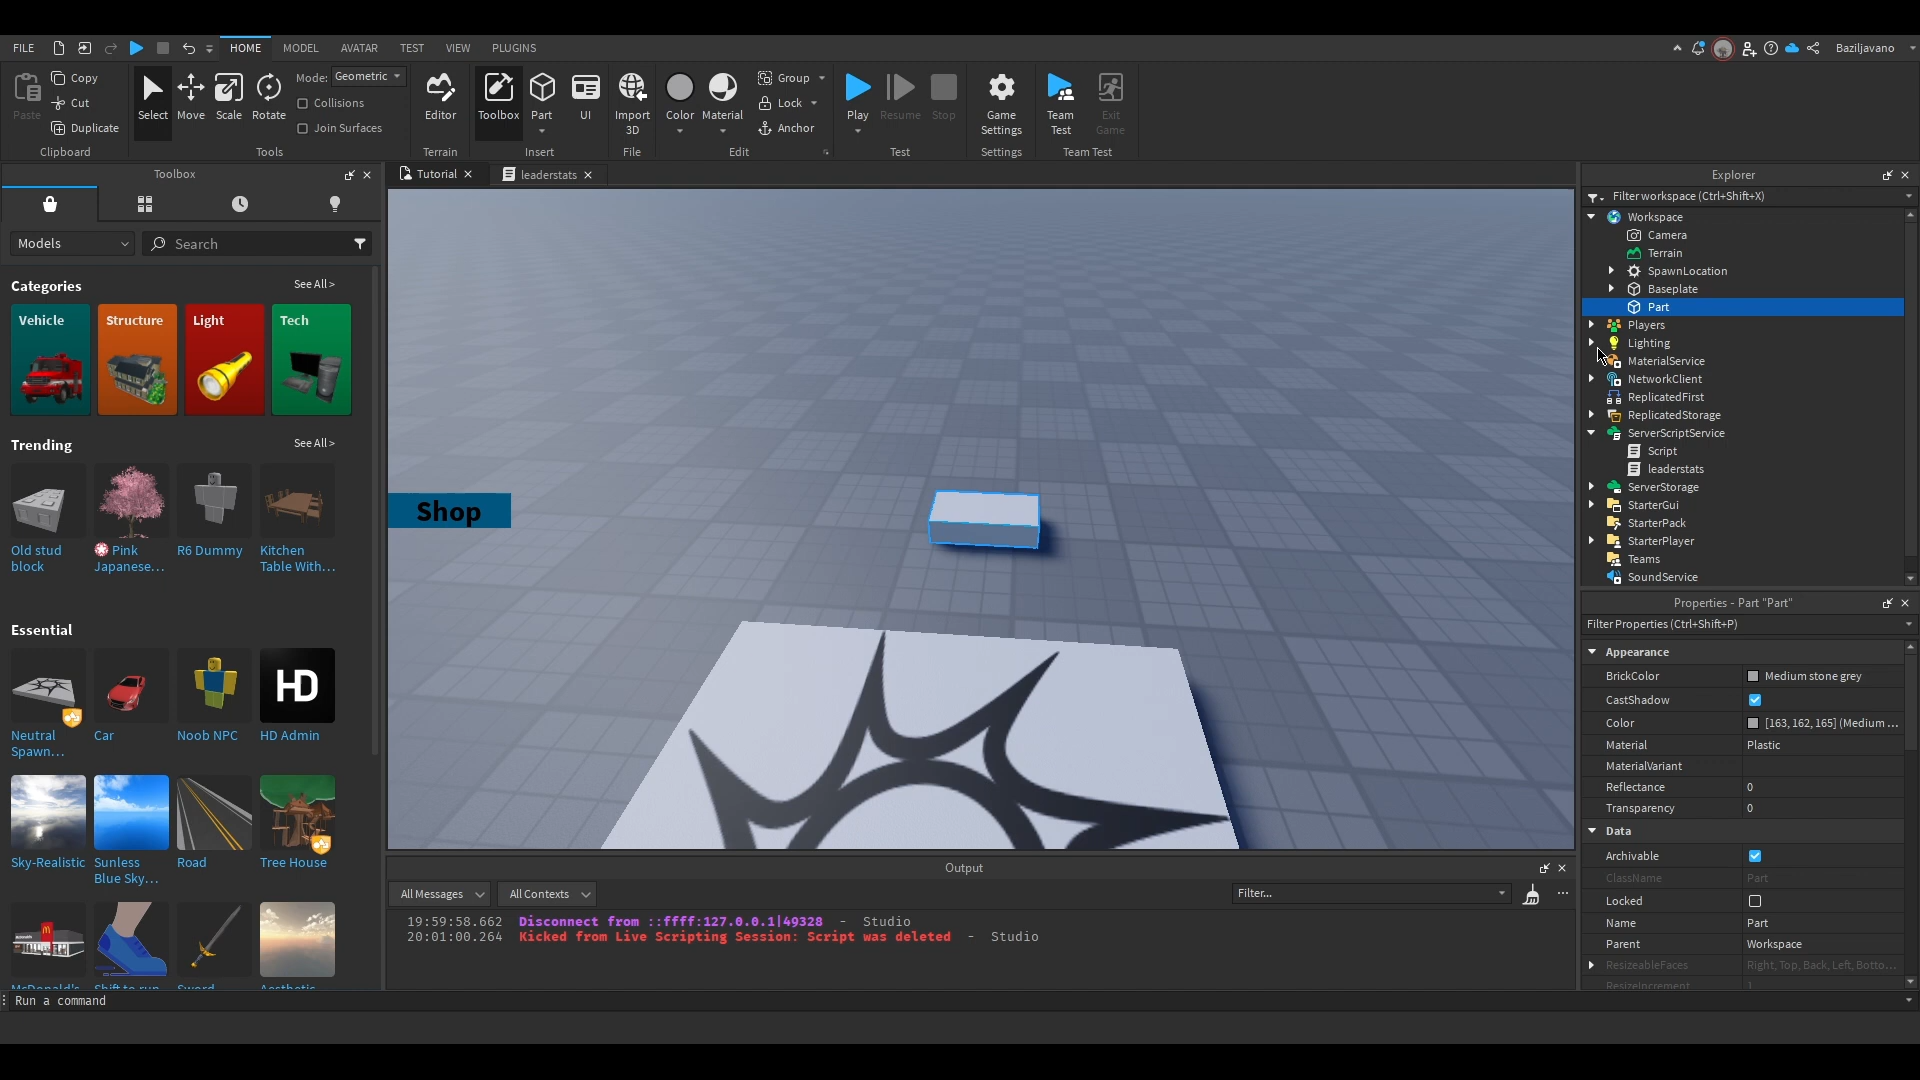 FILE HOME MODEL AVATAR TEST VIEW PLUGINS Baziljavano
Paste Copy Cut Duplicate Clipboard
Select Move Scale Rotate Mode: Geometric Collisions Join Surfaces Tools
Editor Terrain
Toolbox Part UI Insert
Import 3D File
Color Material Group Lock Anchor Edit
Play Resume Stop Test
Game Settings Settings
Team Test Exit Game Team Test
Toolbox
Models Search
Categories See All >
Vehicle Structure Light Tech
Trending See All >
Old stud block
Pink Japanese...
R6 Dummy
Kitchen Table With...
Essential
HD
Neutral Spawn...
Car
Noob NPC
HD Admin
Sky-Realistic
Sunless Blue Sky...
Road
Tree House
McDonald's
Shift to run
Sword
Aesthetic
Tutorial leaderstats
Shop
Output
All Messages All Contexts Filter...
19:59:58.662 Disconnect from ::ffff:127.0.0.1|49328 - Studio
20:01:00.264 Kicked from Live Scripting Session: Script was deleted - Studio
Explorer
Filter workspace (Ctrl+Shift+X)
Workspace
Camera
Terrain
SpawnLocation
Baseplate
Part
Players
Lighting
MaterialService
NetworkClient
ReplicatedFirst
ReplicatedStorage
ServerScriptService
Script
leaderstats
ServerStorage
StarterGui
StarterPack
StarterPlayer
Teams
SoundService
Properties - Part "Part"
Filter Properties (Ctrl+Shift+P)
Appearance
BrickColor Medium stone grey
CastShadow
Color [163, 162, 165] (Medium ...
Material Plastic
MaterialVariant
Reflectance 0
Transparency 0
Data
Archivable
ClassName Part
Locked
Name Part
Parent Workspace
ResizeableFaces Right, Top, Back, Left, Botto...
ResizeIncrement 1
Run a command